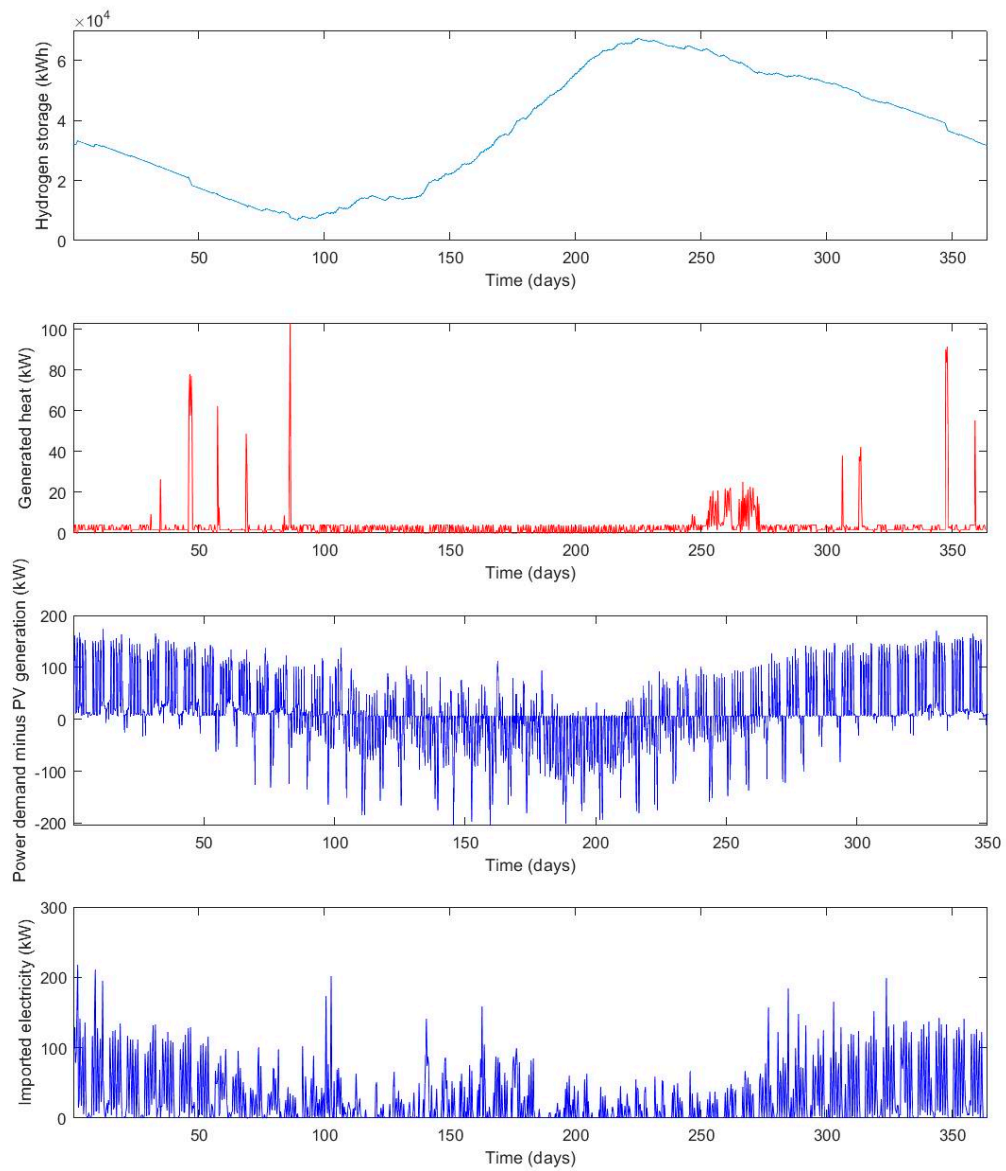 ×10⁴
Hydrogen storage (kWh)
6
4
2
0
50 100 150 200 250 300 350
Time (days)
Generated heat (kW)
100
80
60
40
20
0
50 100 150 200 250 300 350
Time (days)
Power demand minus PV generation (kW)
200
100
0
-100
-200
50 100 150 200 250 300 350
Time (days)
Imported electricity (kW)
300
200
100
0
50 100 150 200 250 300 350
Time (days)